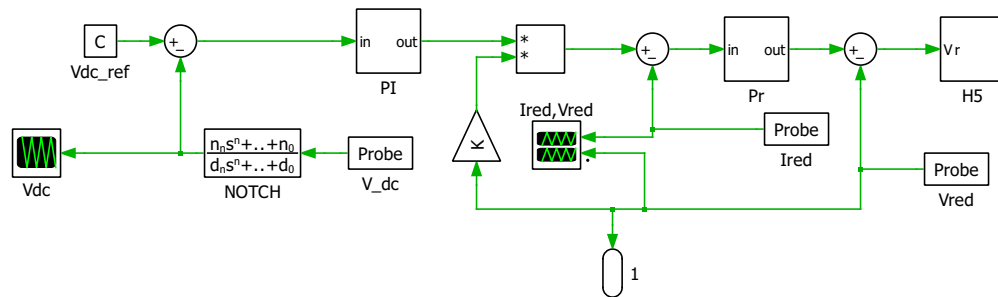 C
Vdc_ref
+
−
in
out
PI
*
*
+
−
in
out
Pr
+
−
Vr
H5
Ired,Vred
Probe
Ired
K
Vdc
nₙsⁿ+..+n₀
dₙsⁿ+..+d₀
NOTCH
Probe
V_dc
Probe
Vred
1